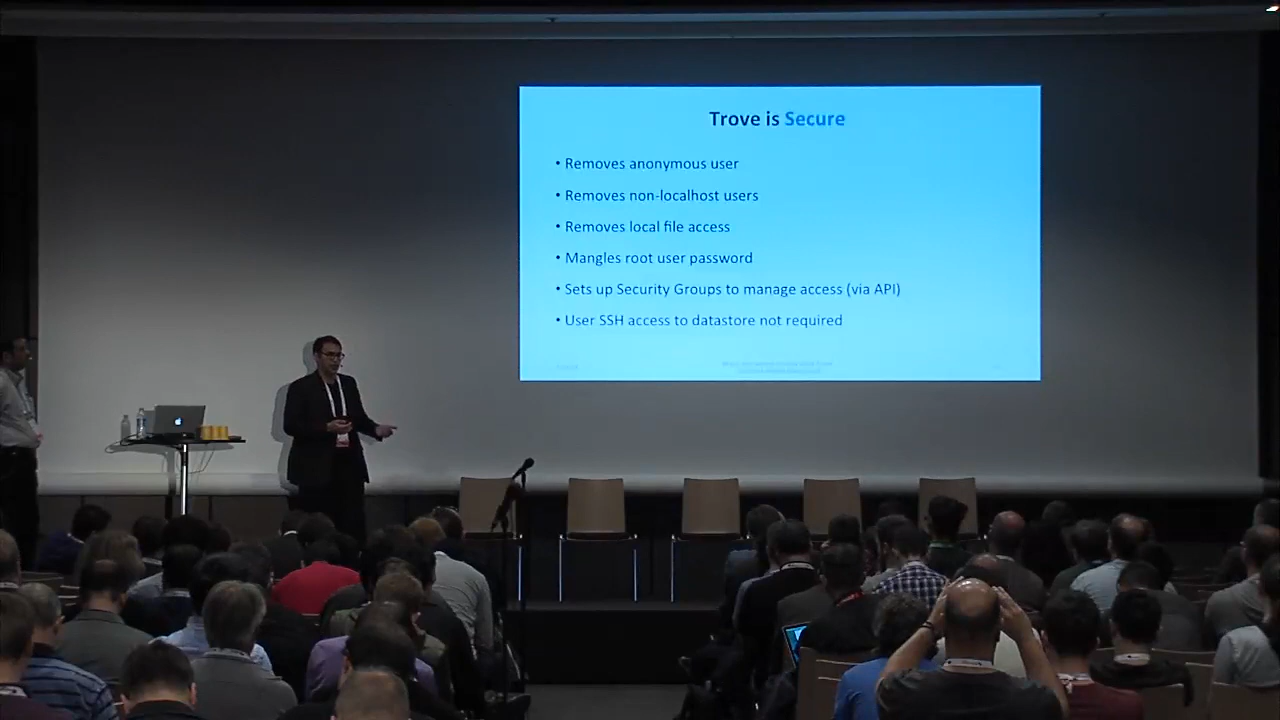 Trove is Secure
• Removes anonymous user
• Removes non-localhost users
• Removes local file access
• Mangles root user password
• Sets up Security Groups to manage access (via API)
• User SSH access to datastore not required